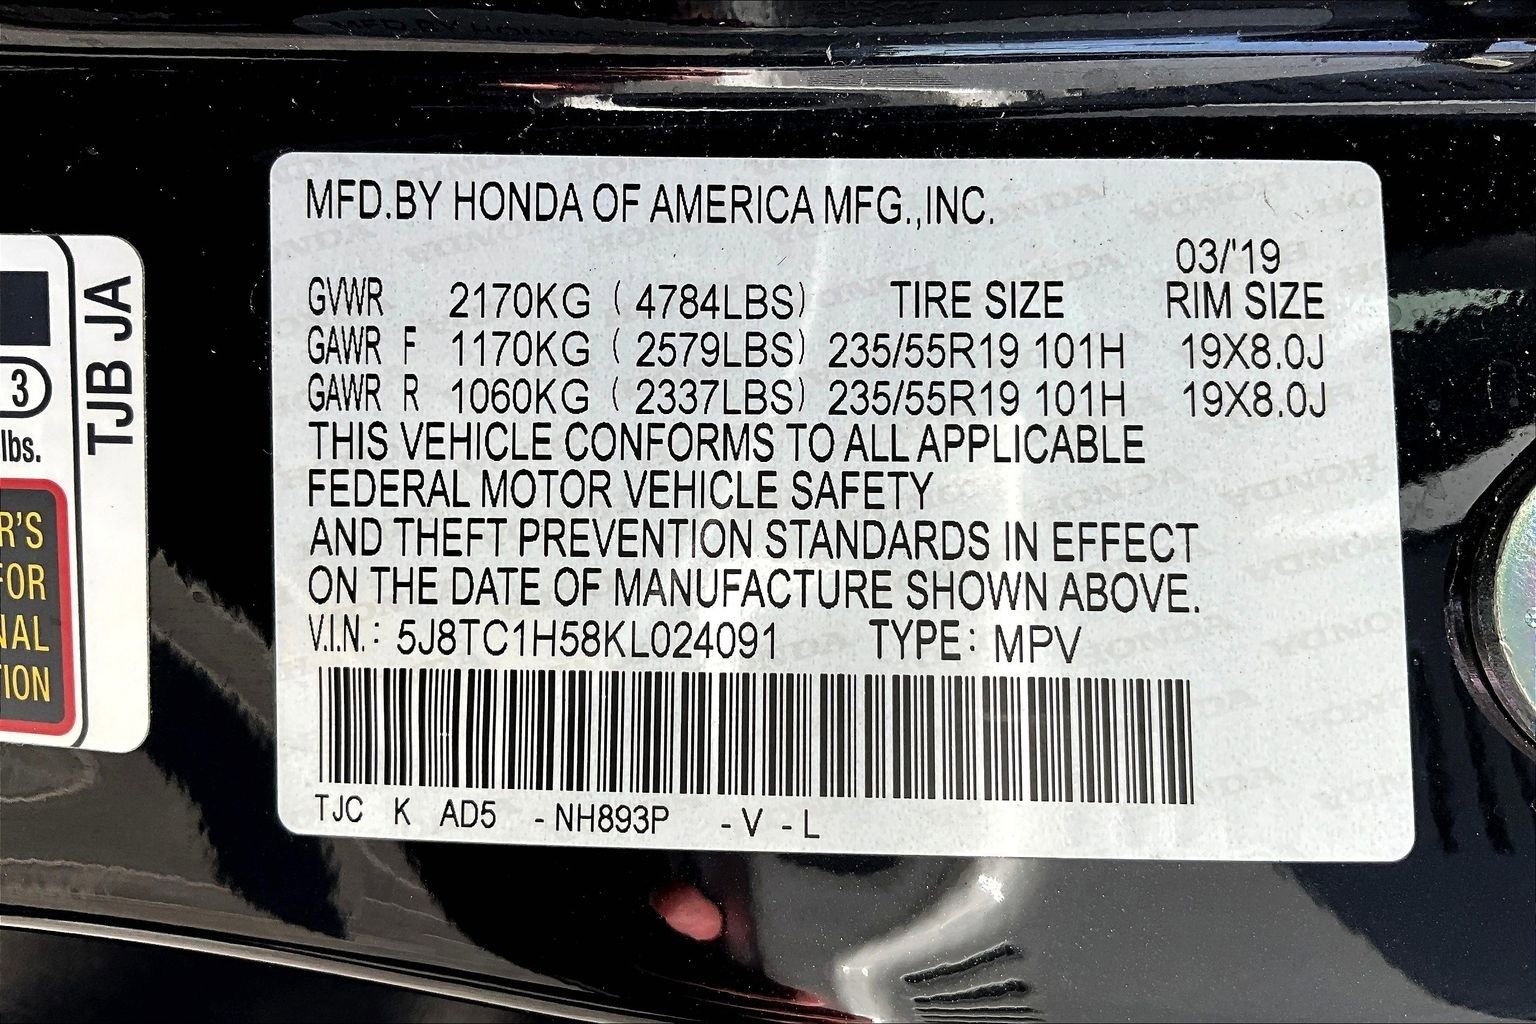 MFD.BY HONDA OF AMERICA MFG.,INC.
03/'19
GVWR 2170KG ( 4784LBS) TIRE SIZE RIM SIZE
GAWR F 1170KG ( 2579LBS) 235/55R19 101H 19X8.0J
GAWR R 1060KG ( 2337LBS) 235/55R19 101H 19X8.0J
THIS VEHICLE CONFORMS TO ALL APPLICABLE
FEDERAL MOTOR VEHICLE SAFETY
AND THEFT PREVENTION STANDARDS IN EFFECT
ON THE DATE OF MANUFACTURE SHOWN ABOVE.
V.I.N.: 5J8TC1H58KL024091 TYPE: MPV
TJC K AD5 - NH893P - V - L
TJB JA
3
lbs.
R'S
FOR
NAL
TION